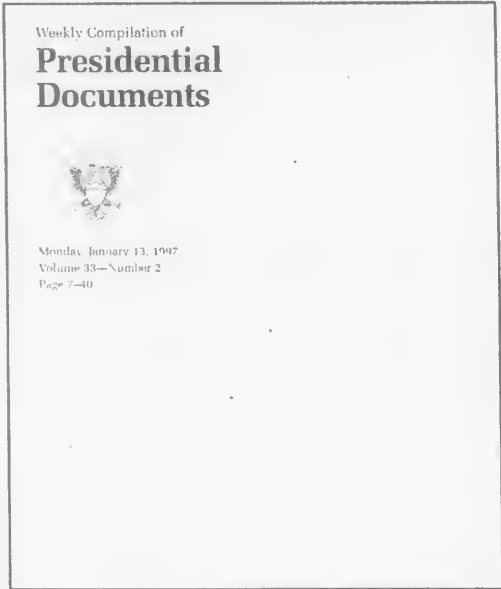 Weekly Compilation of
Presidential
Documents
Monday, January 13, 1997
Volume 33—Number 2
Page 7–40